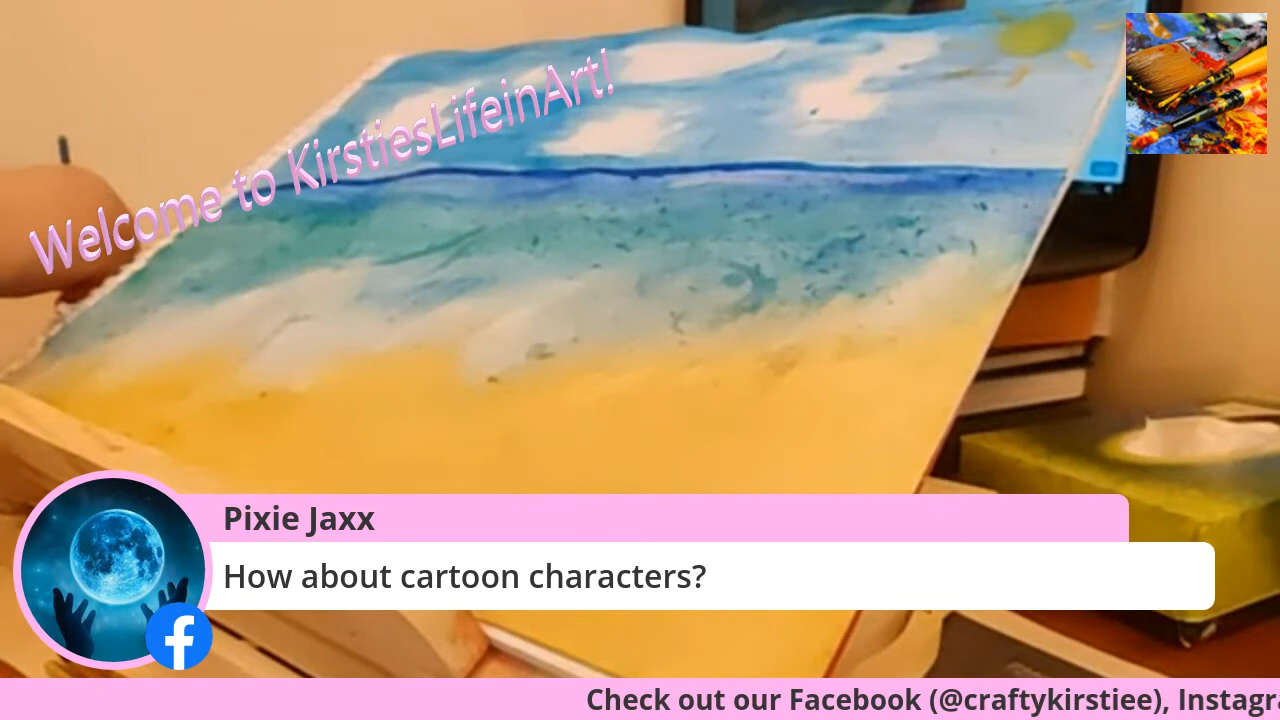 Welcome to KirstiesLifeinArt!
Pixie Jaxx
How about cartoon characters?
Check out our Facebook (@craftykirstiee), Instagra